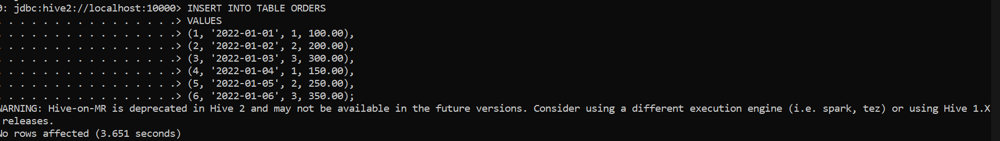 0: jdbc:hive2://localhost:10000> INSERT INTO TABLE ORDERS
. . . . . . . . . . . . . . . .> VALUES
. . . . . . . . . . . . . . . .> (1, '2022-01-01', 1, 100.00),
. . . . . . . . . . . . . . . .> (2, '2022-01-02', 2, 200.00),
. . . . . . . . . . . . . . . .> (3, '2022-01-03', 3, 300.00),
. . . . . . . . . . . . . . . .> (4, '2022-01-04', 1, 150.00),
. . . . . . . . . . . . . . . .> (5, '2022-01-05', 2, 250.00),
. . . . . . . . . . . . . . . .> (6, '2022-01-06', 3, 350.00);
WARNING: Hive-on-MR is deprecated in Hive 2 and may not be available in the future versions. Consider using a different execution engine (i.e. spark, tez) or using Hive 1.X
releases.
No rows affected (3.651 seconds)